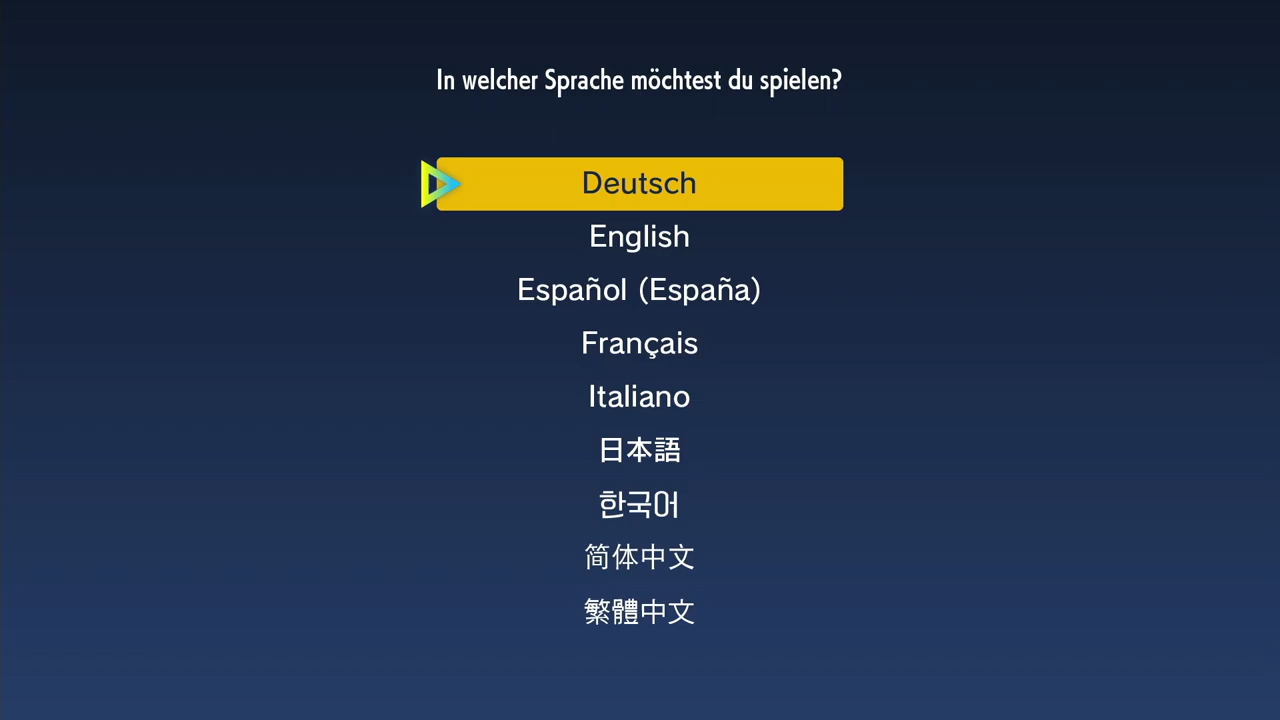 In welcher Sprache möchtest du spielen?
Deutsch
English
Español (España)
Français
Italiano
日本語
한국어
简体中文
繁體中文